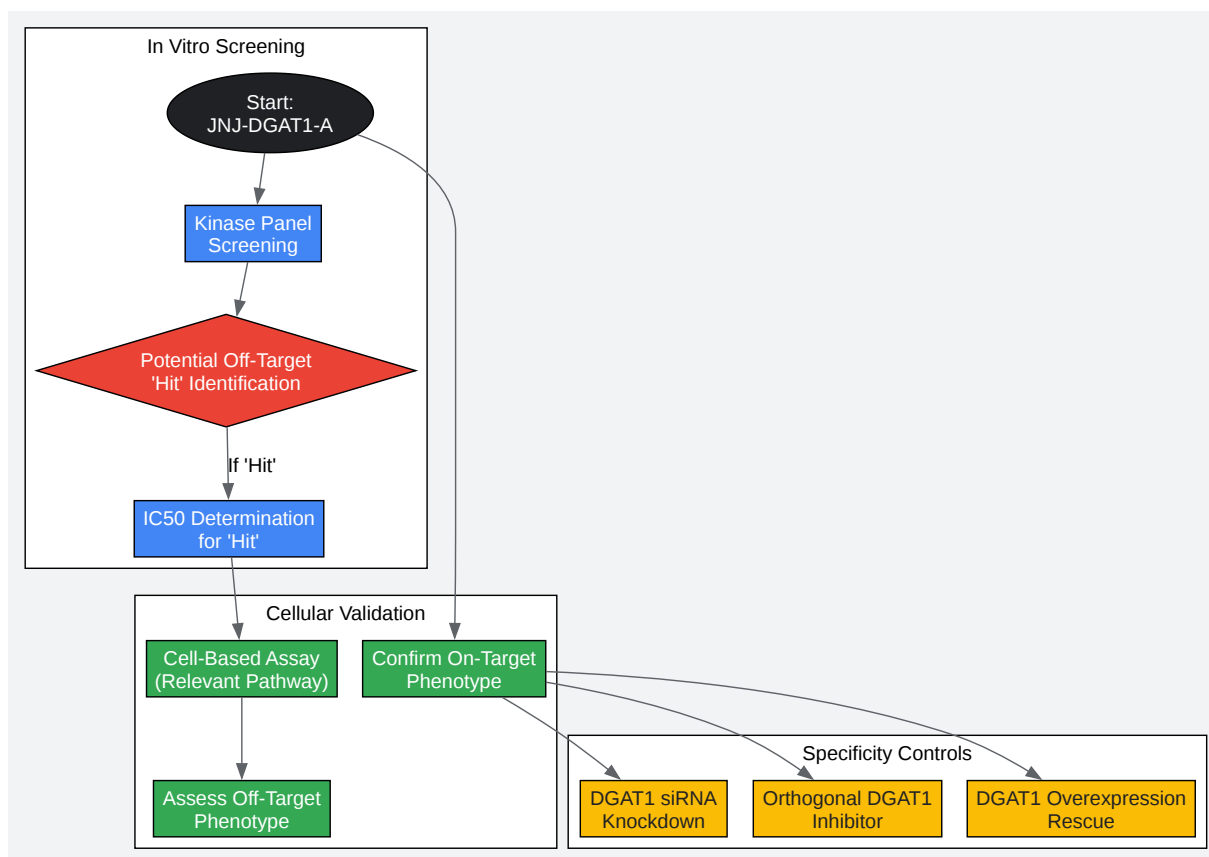 In Vitro Screening
Start:
JNJ-DGAT1-A
Kinase Panel
Screening
Potential Off-Target
'Hit' Identification
If 'Hit'
IC50 Determination
for 'Hit'
Cellular Validation
Cell-Based Assay
(Relevant Pathway)
Confirm On-Target
Phenotype
Assess Off-Target
Phenotype
Specificity Controls
DGAT1 siRNA
Knockdown
Orthogonal DGAT1
Inhibitor
DGAT1 Overexpression
Rescue